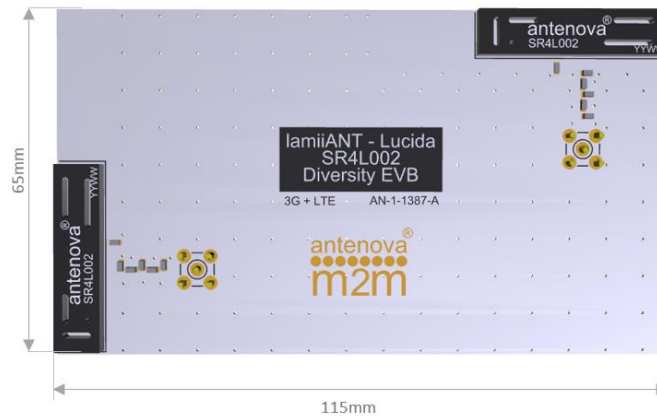 antenova®
SR4L002
YYWW
65mm
lamiiANT - Lucida
SR4L002
Diversity EVB
3G + LTE AN-1-1387-A
YYWW
antenova®
SR4L002
antenova®
m2m
115mm